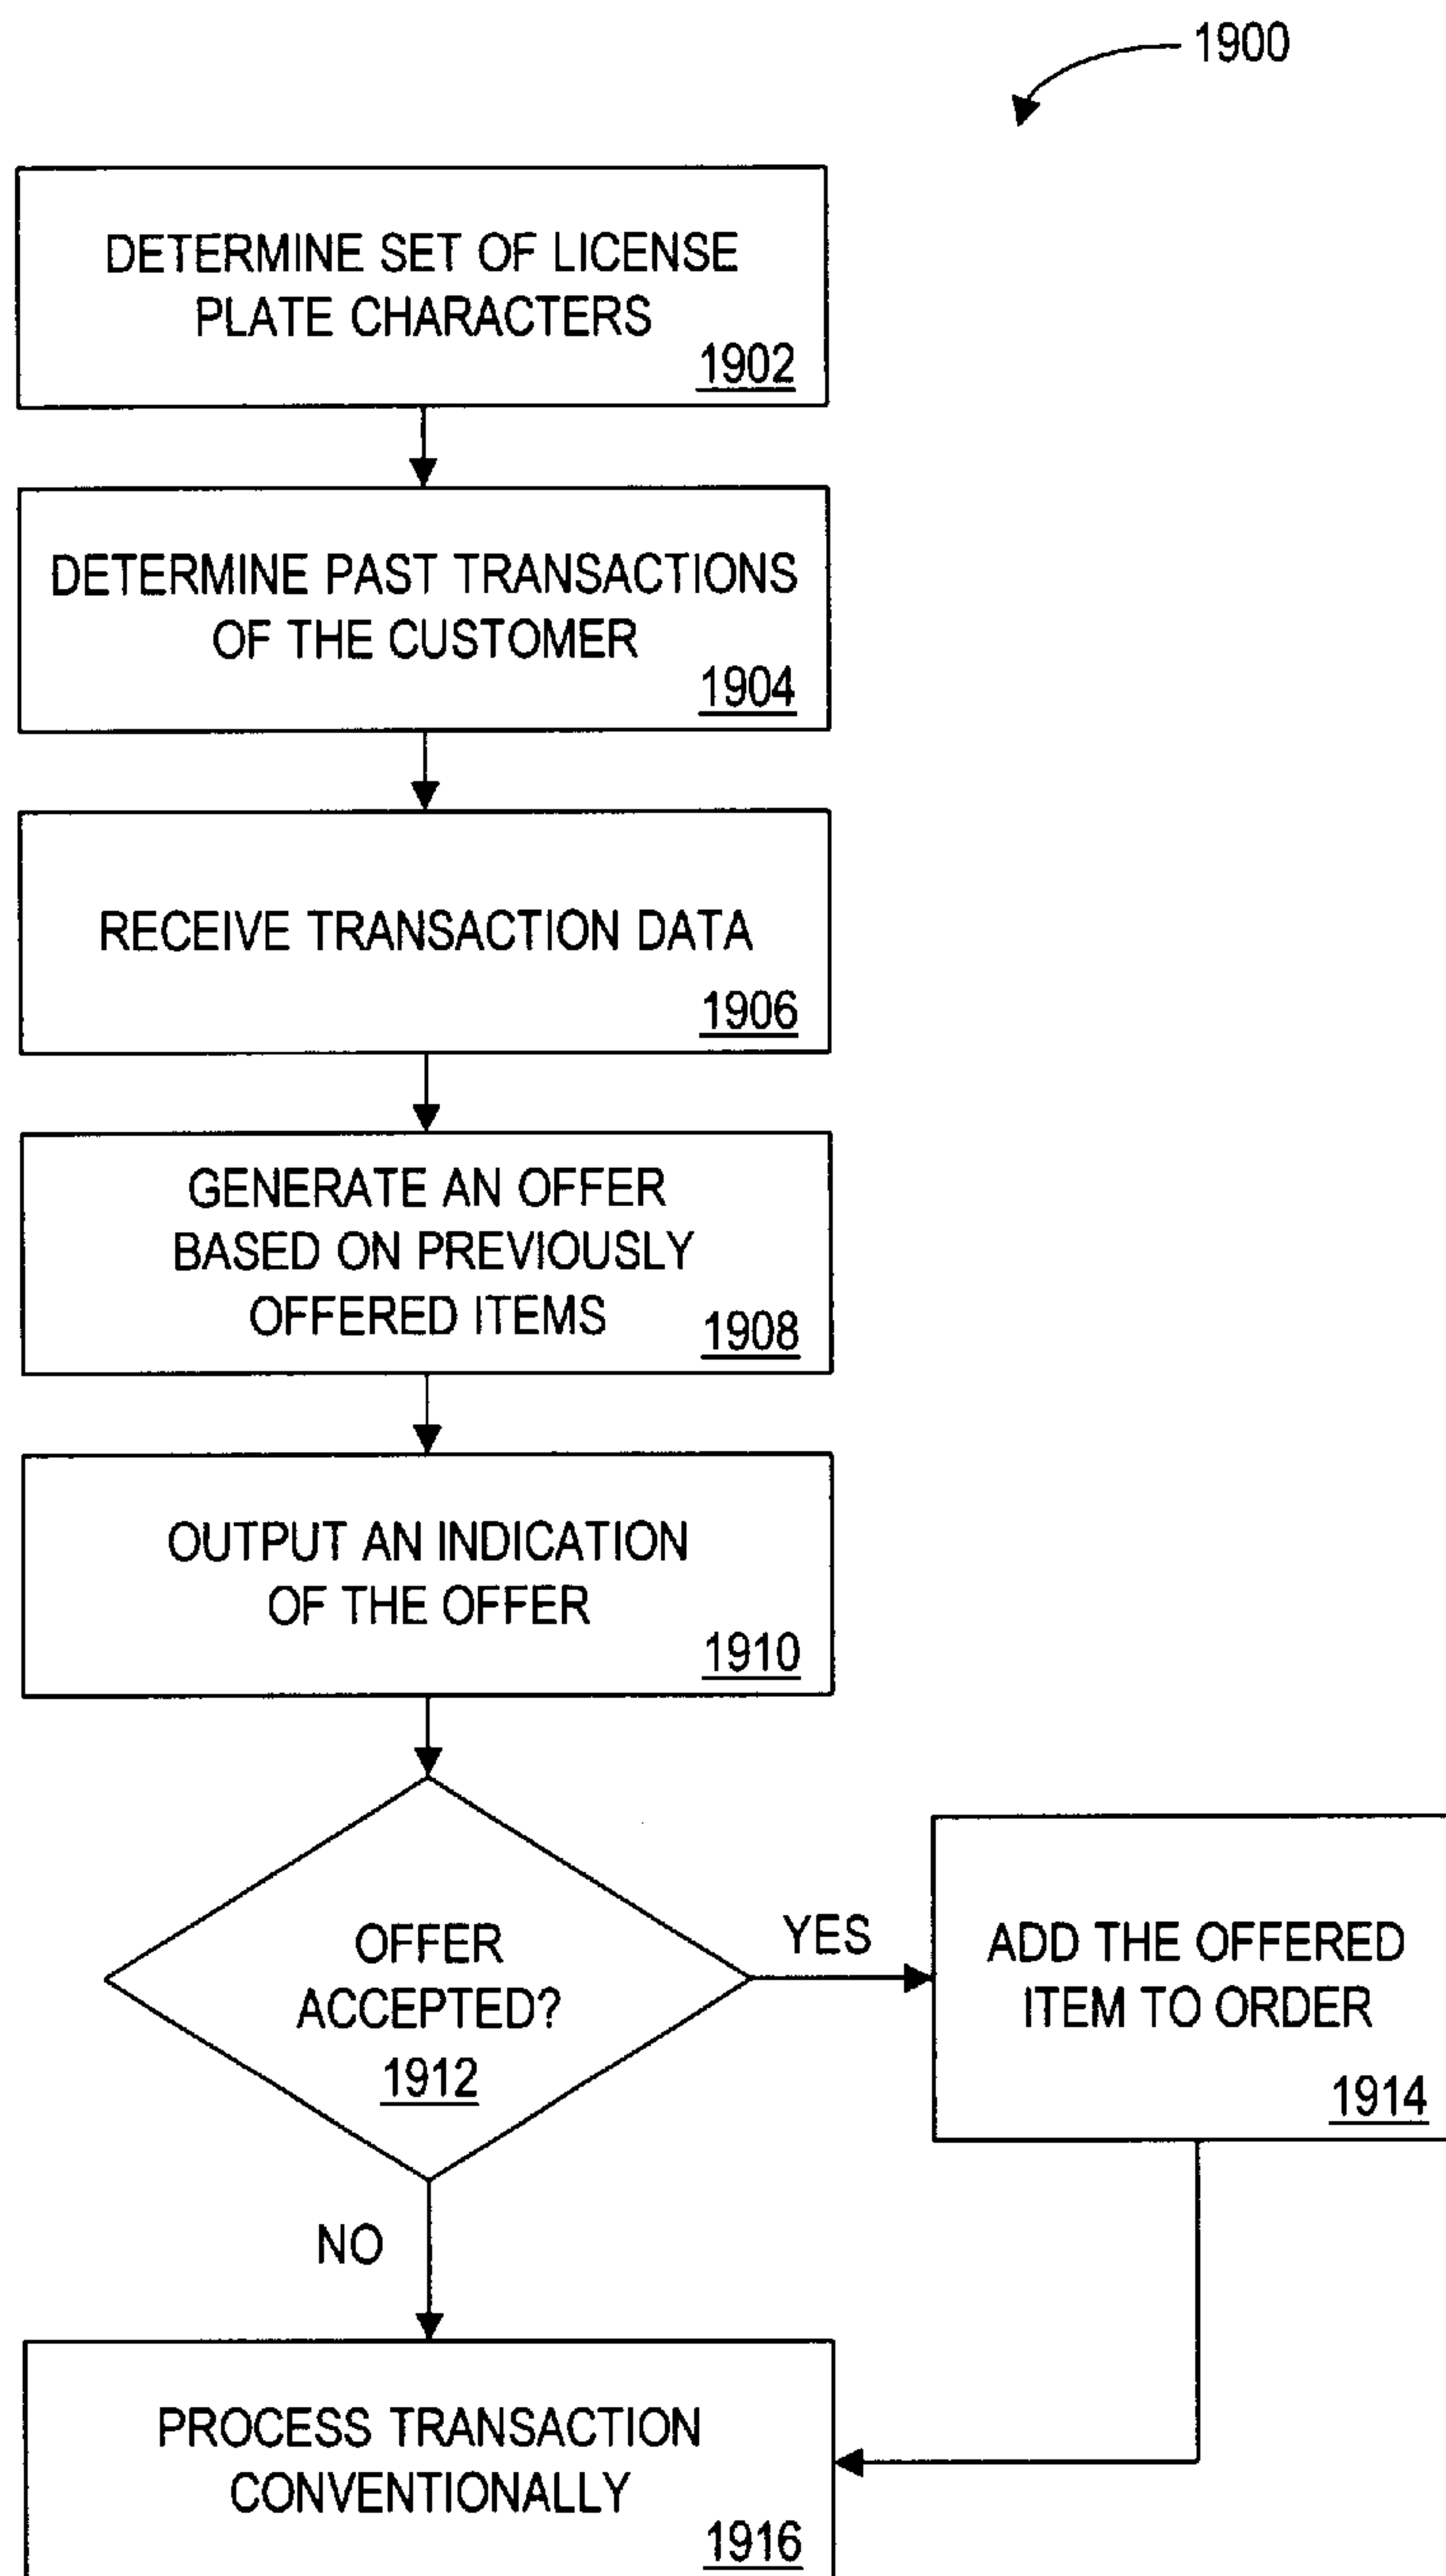 1900
DETERMINE SET OF LICENSE
PLATE CHARACTERS
1902
DETERMINE PAST TRANSACTIONS
OF THE CUSTOMER
1904
RECEIVE TRANSACTION DATA
1906
GENERATE AN OFFER
BASED ON PREVIOUSLY
OFFERED ITEMS
1908
OUTPUT AN INDICATION
OF THE OFFER
1910
OFFER
ACCEPTED?
1912
YES
ADD THE OFFERED
ITEM TO ORDER
1914
NO
PROCESS TRANSACTION
CONVENTIONALLY
1916